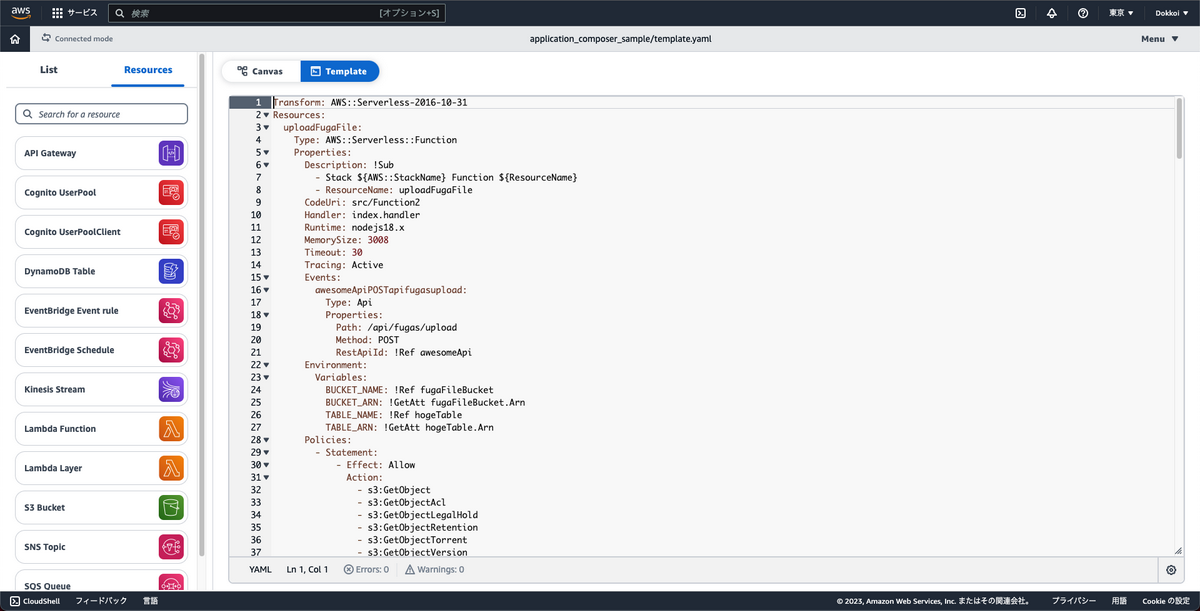 aws
サービス
検索
[オプション+S]
東京 ▼
Dokkoi ▼
Connected mode
application_composer_sample/template.yaml
Menu ▼
List
Resources
Search for a resource
API Gateway
Cognito UserPool
Cognito UserPoolClient
DynamoDB Table
EventBridge Event rule
EventBridge Schedule
Kinesis Stream
Lambda Function
Lambda Layer
S3 Bucket
SNS Topic
SQS Queue
Canvas
Template
1 Transform: AWS::Serverless-2016-10-31
2 Resources:
3 uploadFugaFile:
4 Type: AWS::Serverless::Function
5 Properties:
6 Description: !Sub
7 - Stack ${AWS::StackName} Function ${ResourceName}
8 - ResourceName: uploadFugaFile
9 CodeUri: src/Function2
10 Handler: index.handler
11 Runtime: nodejs18.x
12 MemorySize: 3008
13 Timeout: 30
14 Tracing: Active
15 Events:
16 awesomeApiPOSTapifugasupload:
17 Type: Api
18 Properties:
19 Path: /api/fugas/upload
20 Method: POST
21 RestApiId: !Ref awesomeApi
22 Environment:
23 Variables:
24 BUCKET_NAME: !Ref fugaFileBucket
25 BUCKET_ARN: !GetAtt fugaFileBucket.Arn
26 TABLE_NAME: !Ref hogeTable
27 TABLE_ARN: !GetAtt hogeTable.Arn
28 Policies:
29 - Statement:
30 - Effect: Allow
31 Action:
32 - s3:GetObject
33 - s3:GetObjectAcl
34 - s3:GetObjectLegalHold
35 - s3:GetObjectRetention
36 - s3:GetObjectTorrent
37 - s3:GetObjectVersion
YAML Ln 1, Col 1 Errors: 0 Warnings: 0
CloudShell フィードバック 言語
© 2023, Amazon Web Services, Inc. またはその関連会社。 プライバシー 用語 Cookie の設定